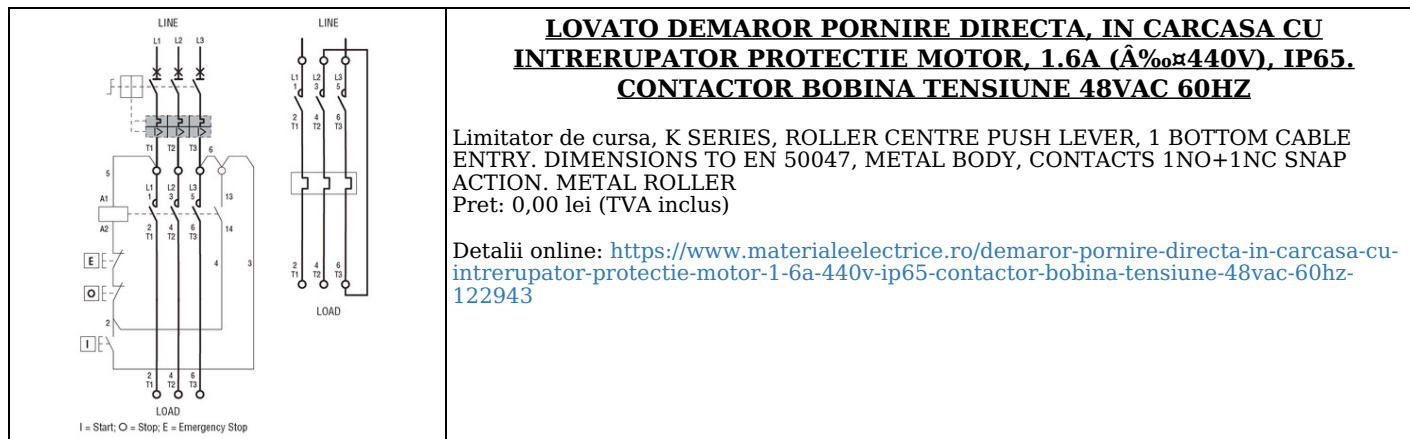 LINE
L1 L2 L3
T1 T2 T3 6
5
L1 L2 L3
1 3 5 13
A1
A2
2 4 6 14
T1 T2 T3
E
4 3
O
2
I
2 4 6
T1 T2 T3
LOAD
I = Start; O = Stop; E = Emergency Stop
LINE
L1 L2 L3
1 3 5
2 4 6
T1 T2 T3
2 4 6
T1 T2 T3
LOAD
LOVATO DEMAROR PORNIRE DIRECTA, IN CARCASA CU
INTRERUPATOR PROTECTIE MOTOR, 1.6A (Â‰¤440V), IP65.
CONTACTOR BOBINA TENSIUNE 48VAC 60HZ
Limitator de cursa, K SERIES, ROLLER CENTRE PUSH LEVER, 1 BOTTOM CABLE
ENTRY. DIMENSIONS TO EN 50047, METAL BODY, CONTACTS 1NO+1NC SNAP
ACTION. METAL ROLLER
Pret: 0,00 lei (TVA inclus)
Detalii online: https://www.materialeelectrice.ro/demaror-pornire-directa-in-carcasa-cu-
intrerupator-protectie-motor-1-6a-440v-ip65-contactor-bobina-tensiune-48vac-60hz-
122943